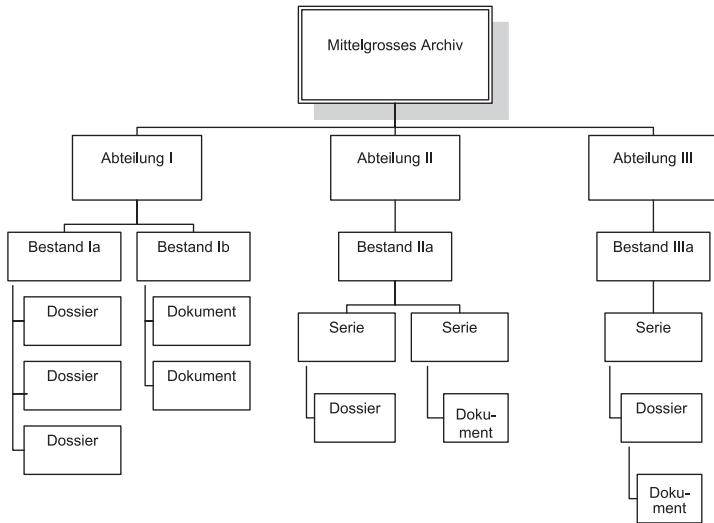 Mittelgrosses Archiv
Abteilung I
Abteilung II
Abteilung III
Bestand Ia
Bestand Ib
Bestand IIa
Bestand IIIa
Dossier
Dokument
Serie
Serie
Serie
Dossier
Dokument
Dossier
Doku-
ment
Dossier
Dossier
Doku-
ment